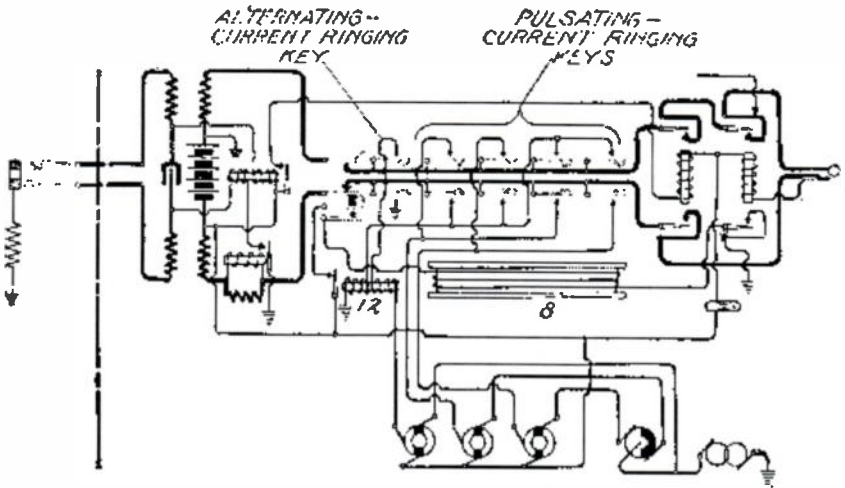 ALTERNATING-
CURRENT RINGING
KEY
PULSATING-
CURRENT RINGING
KEYS
12
8